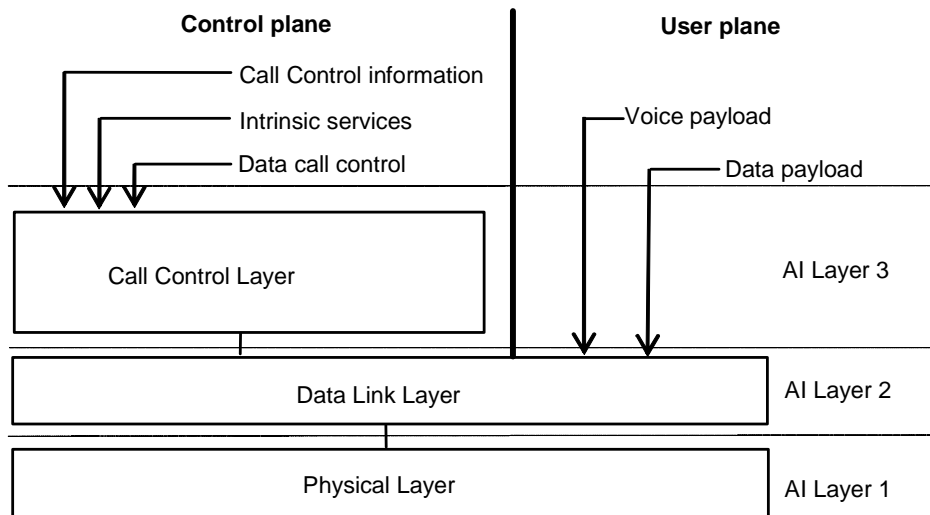 Control plane
User plane
Call Control information
Intrinsic services
Voice payload
Data call control
Data payload
Call Control Layer
AI Layer 3
Data Link Layer
AI Layer 2
Physical Layer
AI Layer 1